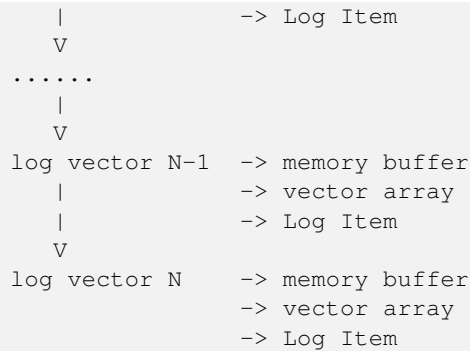 |               -> Log Item
   V
......
   |
   V
log vector N-1  -> memory buffer
   |            -> vector array
   |            -> Log Item
   V
log vector N    -> memory buffer
                -> vector array
                -> Log Item